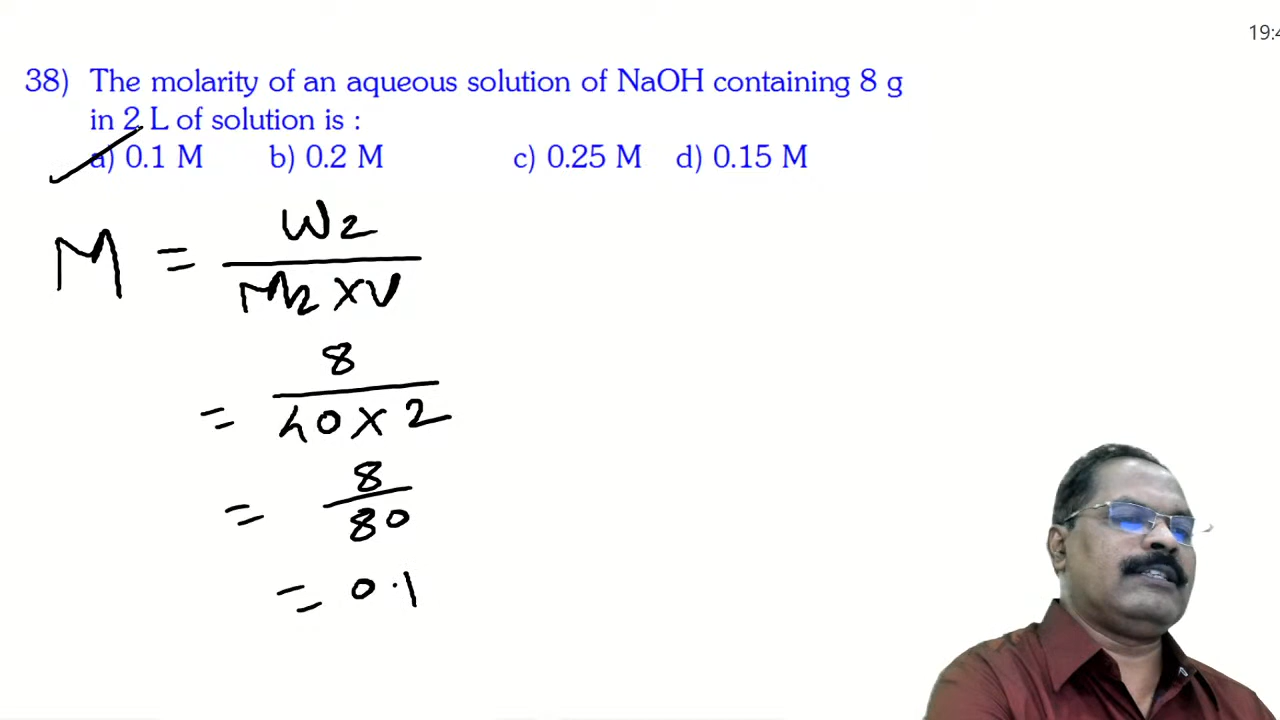 19:4
38) The molarity of an aqueous solution of NaOH containing 8 g
in 2 L of solution is :
a) 0.1 M b) 0.2 M c) 0.25 M d) 0.15 M
M = W2
M2 x V
= 8
40 x 2
= 8
80
= 0.1